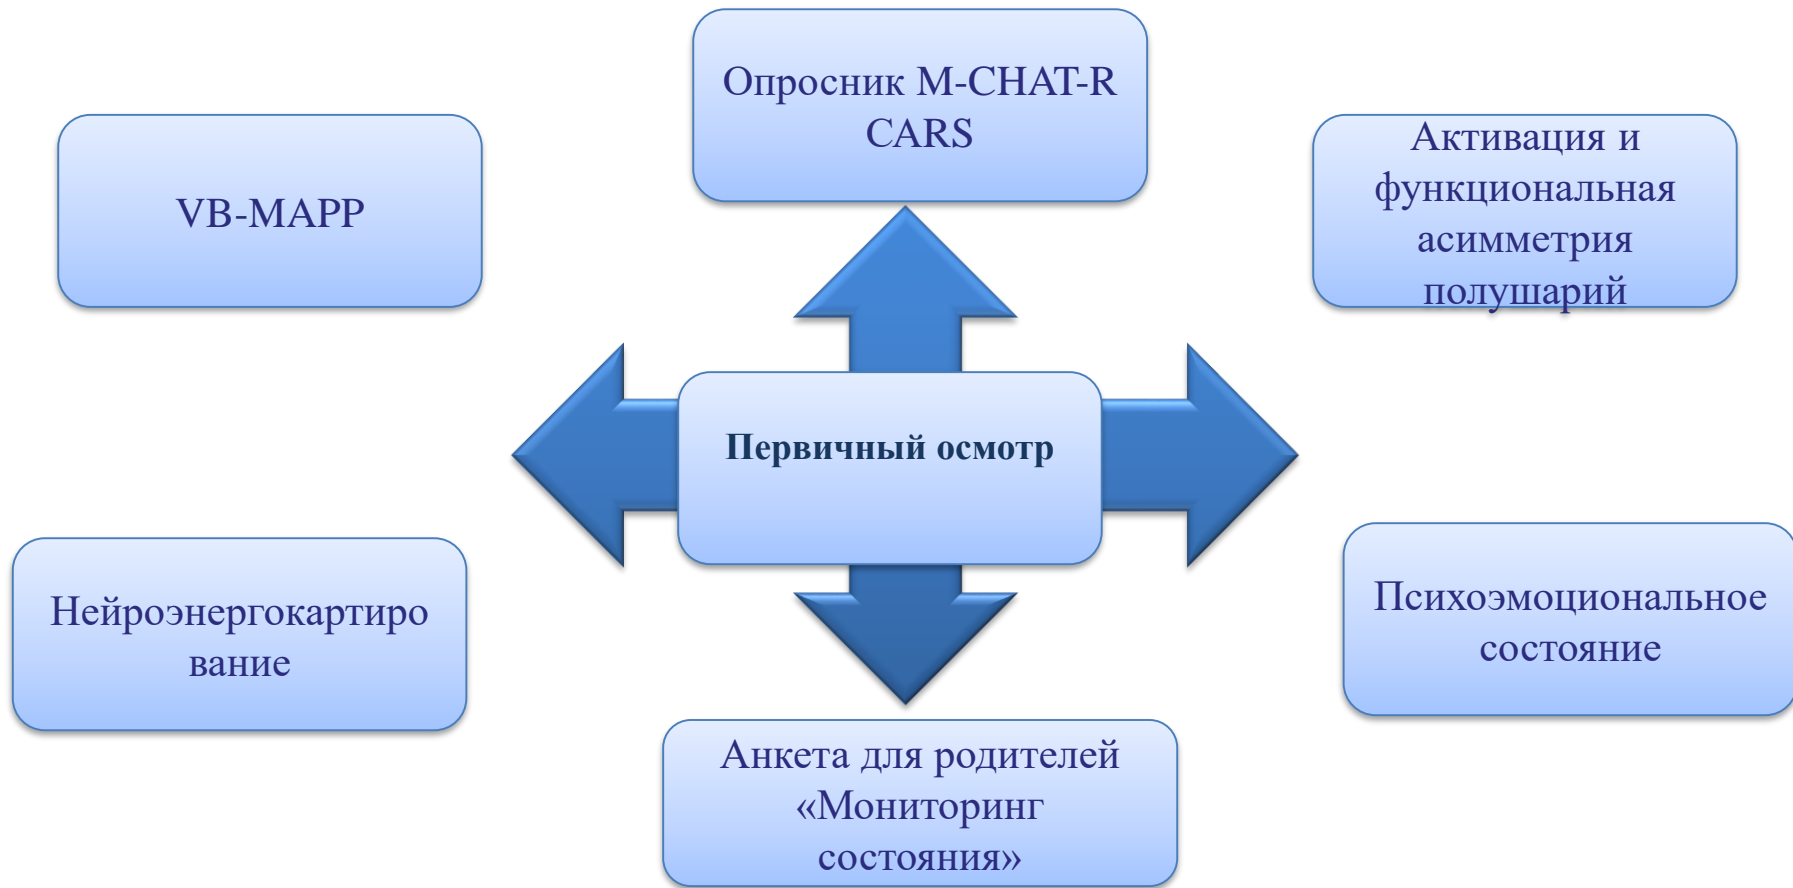 Опросник M-CHAT-R
CARS
VB-MAPP
Активация и
функциональная
асимметрия
полушарий
Первичный осмотр
Нейроэнергокартиро
вание
Психоэмоциональное
состояние
Анкета для родителей
«Мониторинг
состояния»